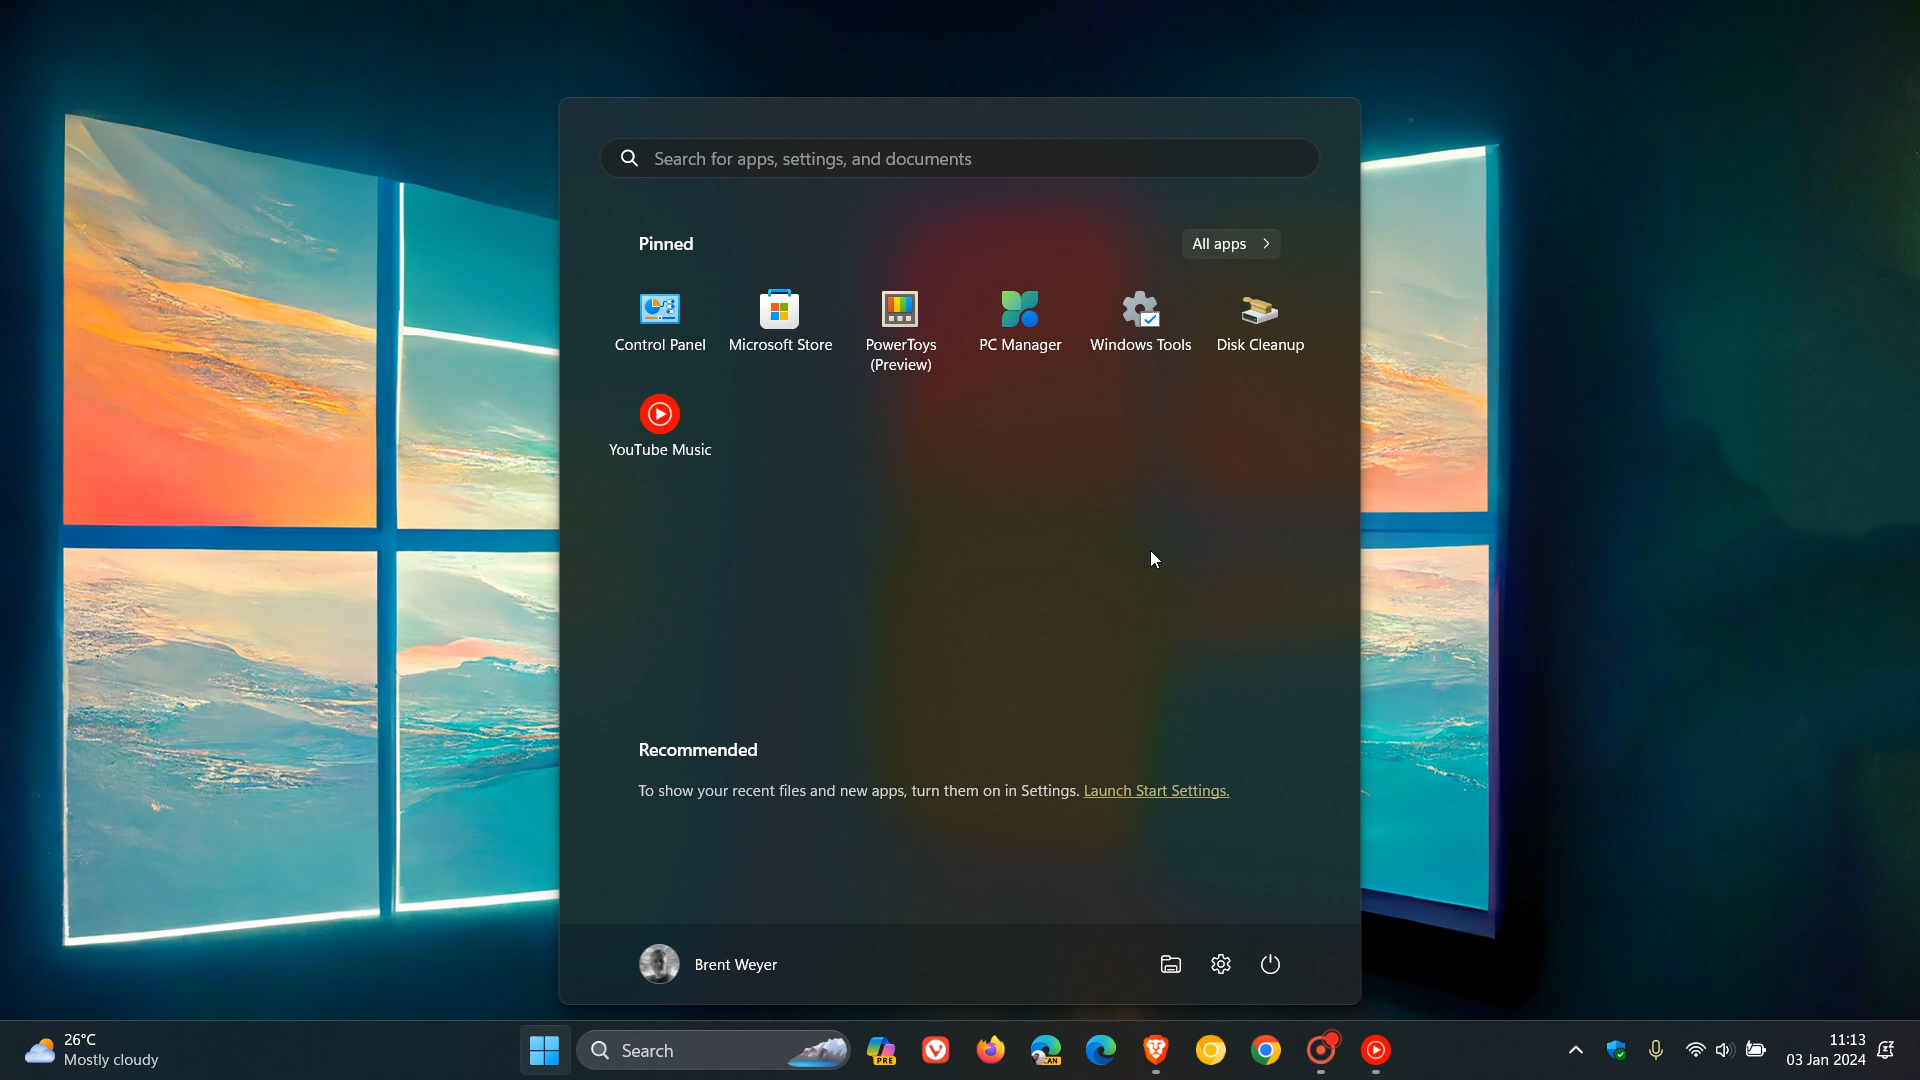 Search for apps, settings, and documents
Pinned
All apps
Control Panel
Microsoft Store
PowerToys
(Preview)
PC Manager
Windows Tools
Disk Cleanup
YouTube Music
Recommended
To show your recent files and new apps, turn them on in Settings. Launch Start Settings.
Brent Weyer
26°C
Mostly cloudy
Search
PRE
CAN
11:13
03 Jan 2024